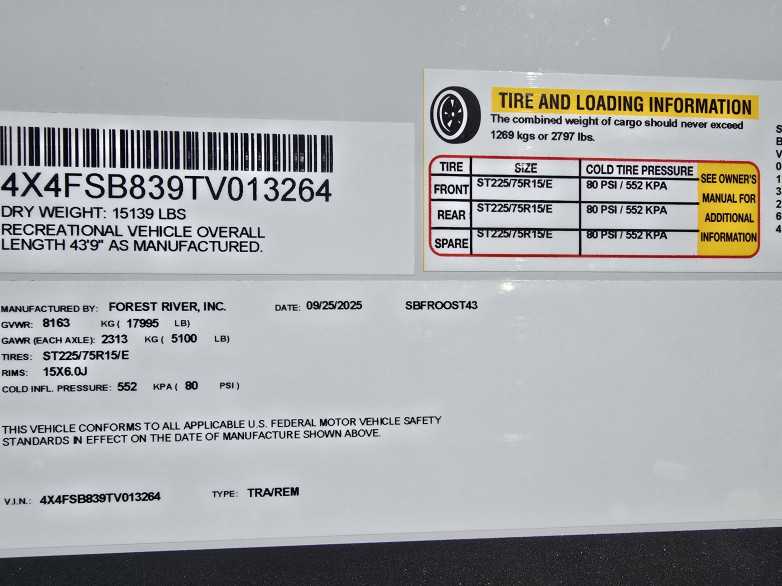 4X4FSB839TV013264
DRY WEIGHT: 15139 LBS
RECREATIONAL VEHICLE OVERALL
LENGTH 43'9" AS MANUFACTURED.
TIRE AND LOADING INFORMATION
The combined weight of cargo should never exceed
1269 kgs or 2797 lbs.
TIRE SIZE COLD TIRE PRESSURE
FRONT ST225/75R15/E 80 PSI / 552 KPA
REAR ST225/75R15/E 80 PSI / 552 KPA
SPARE ST225/75R15/E 80 PSI / 552 KPA
SEE OWNER'S
MANUAL FOR
ADDITIONAL
INFORMATION
MANUFACTURED BY: FOREST RIVER, INC. DATE: 09/25/2025 SBFROOST43
GVWR: 8163 KG ( 17995 LB)
GAWR (EACH AXLE): 2313 KG ( 5100 LB)
TIRES: ST225/75R15/E
RIMS: 15X6.0J
COLD INFL. PRESSURE: 552 KPA ( 80 PSI )
THIS VEHICLE CONFORMS TO ALL APPLICABLE U.S. FEDERAL MOTOR VEHICLE SAFETY
STANDARDS IN EFFECT ON THE DATE OF MANUFACTURE SHOWN ABOVE.
V.I.N.: 4X4FSB839TV013264 TYPE: TRA/REM